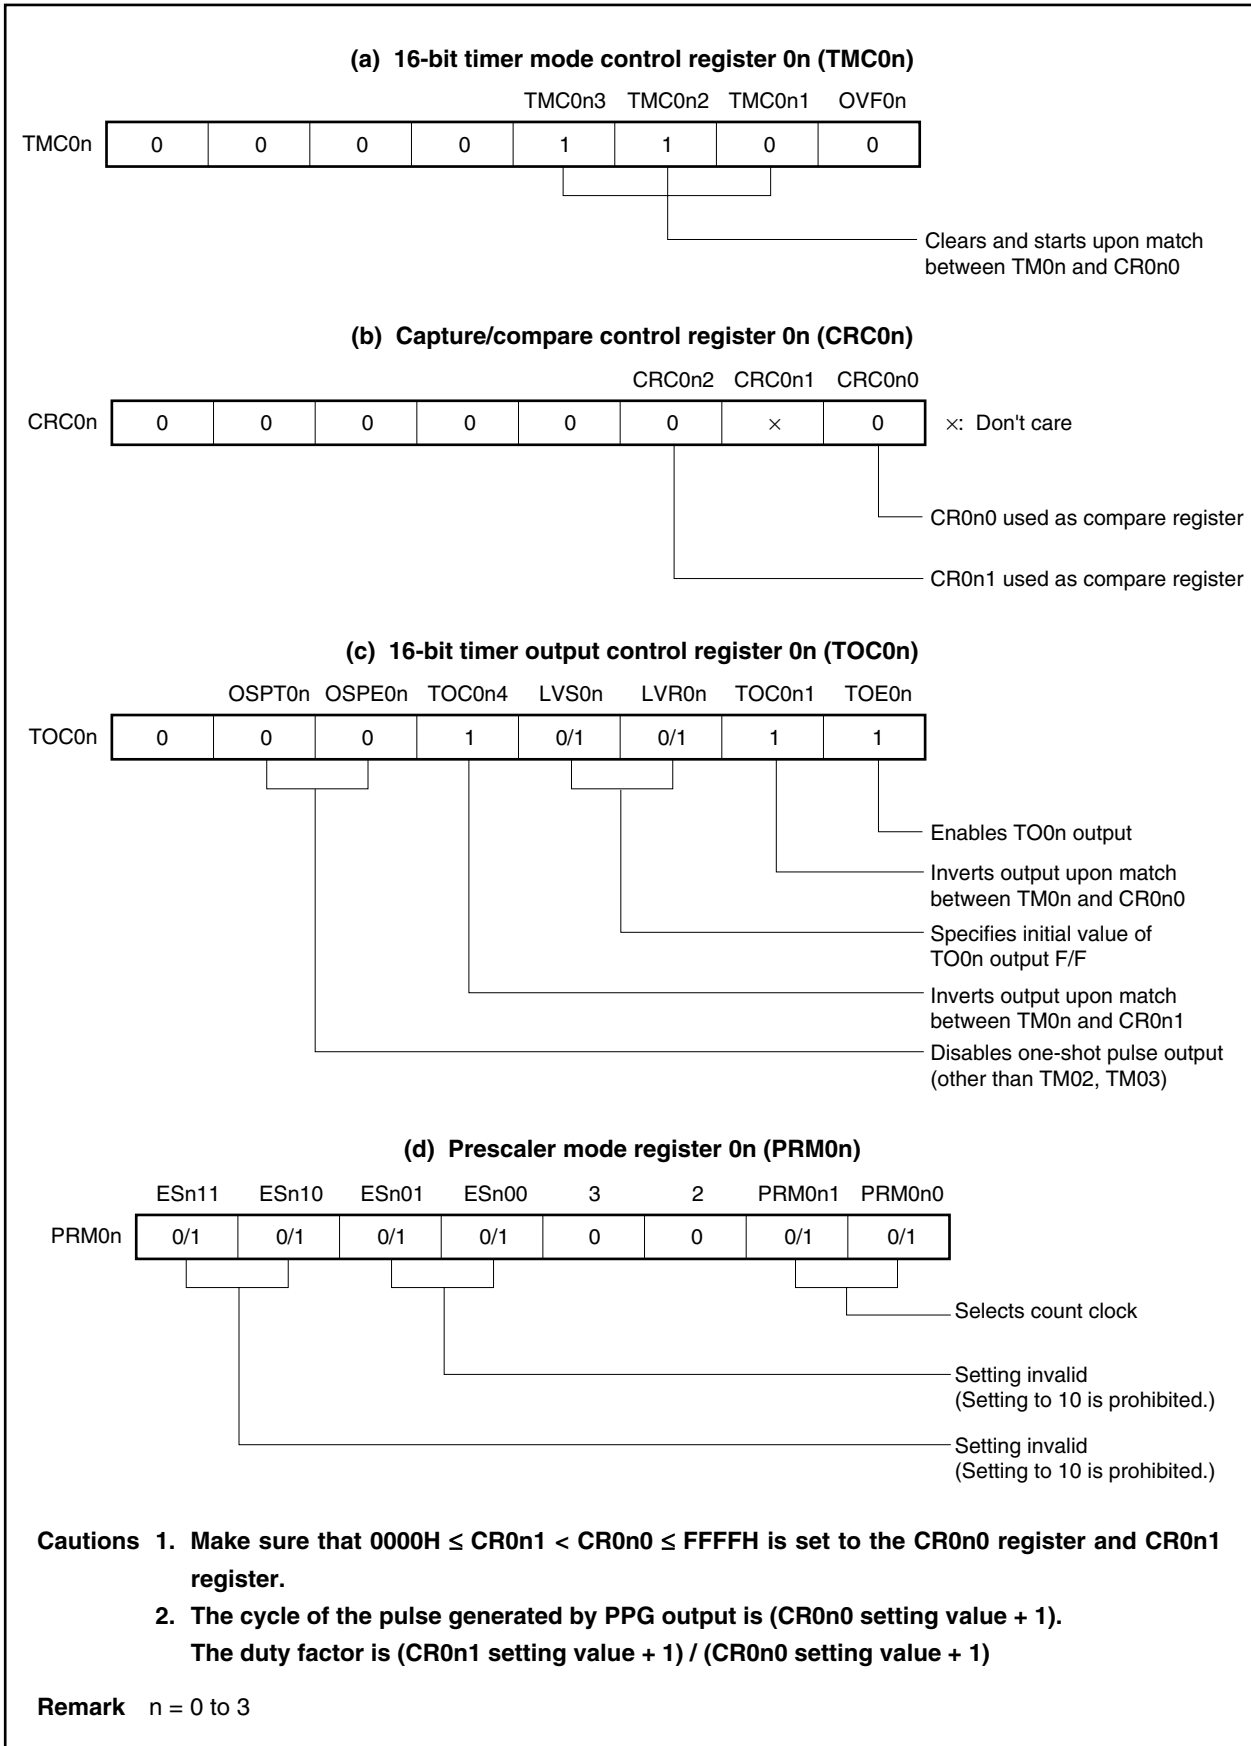 (a) 16-bit timer mode control register 0n (TMC0n)
TMC0n3 TMC0n2 TMC0n1 OVF0n
TMC0n 0 0 0 0 1 1 0 0
Clears and starts upon match
between TM0n and CR0n0
(b) Capture/compare control register 0n (CRC0n)
CRC0n2 CRC0n1 CRC0n0
CRC0n 0 0 0 0 0 0 × 0 ×: Don't care
CR0n0 used as compare register
CR0n1 used as compare register
(c) 16-bit timer output control register 0n (TOC0n)
OSPT0n OSPE0n TOC0n4 LVS0n LVR0n TOC0n1 TOE0n
TOC0n 0 0 0 1 0/1 0/1 1 1
Enables TO0n output
Inverts output upon match
between TM0n and CR0n0
Specifies initial value of
TO0n output F/F
Inverts output upon match
between TM0n and CR0n1
Disables one-shot pulse output
(other than TM02, TM03)
(d) Prescaler mode register 0n (PRM0n)
ESn11 ESn10 ESn01 ESn00 3 2 PRM0n1 PRM0n0
PRM0n 0/1 0/1 0/1 0/1 0 0 0/1 0/1
Selects count clock
Setting invalid
(Setting to 10 is prohibited.)
Setting invalid
(Setting to 10 is prohibited.)
Cautions 1. Make sure that 0000H ≤ CR0n1 < CR0n0 ≤ FFFFH is set to the CR0n0 register and CR0n1
register.
2. The cycle of the pulse generated by PPG output is (CR0n0 setting value + 1).
The duty factor is (CR0n1 setting value + 1) / (CR0n0 setting value + 1)
Remark n = 0 to 3